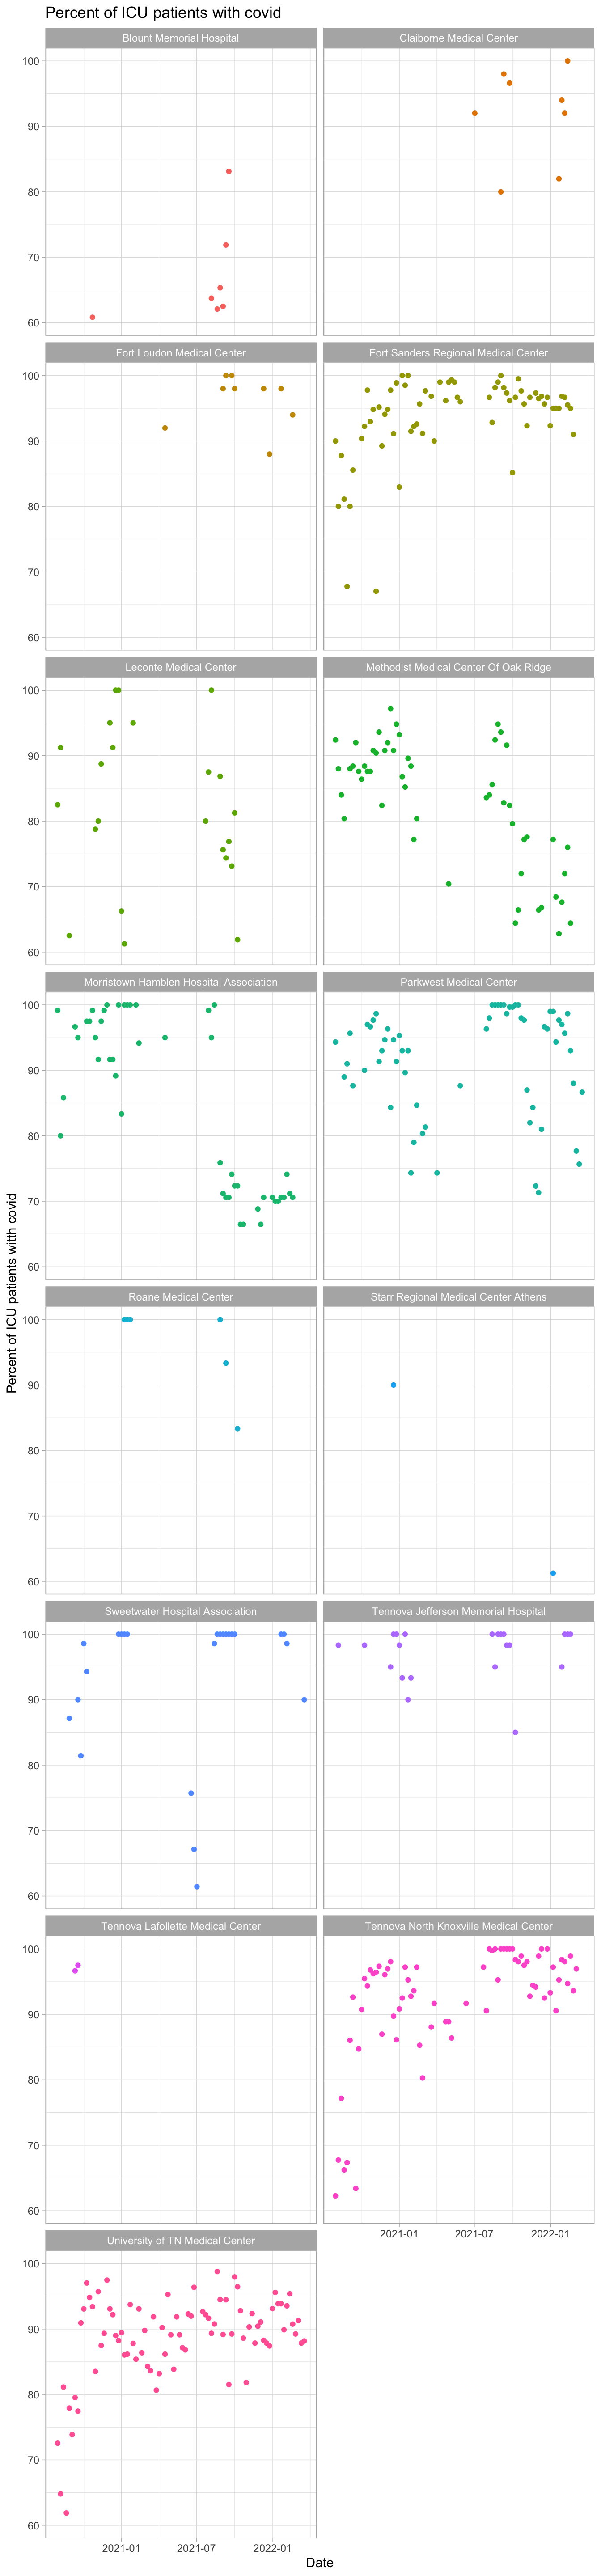 Percent of ICU patients with covid
Blount Memorial Hospital
Claiborne Medical Center
100
90
80
70
60
Fort Loudon Medical Center
Fort Sanders Regional Medical Center
100
90
80
70
60
Leconte Medical Center
Methodist Medical Center Of Oak Ridge
100
90
80
70
60
Morristown Hamblen Hospital Association
Parkwest Medical Center
100
90
80
70
60
Percent of ICU patients witth covid
Roane Medical Center
Starr Regional Medical Center Athens
100
90
80
70
60
Sweetwater Hospital Association
Tennova Jefferson Memorial Hospital
100
90
80
70
60
Tennova Lafollette Medical Center
Tennova North Knoxville Medical Center
100
90
80
70
60
2021-01
2021-07
2022-01
University of TN Medical Center
100
90
80
70
60
2021-01
2021-07
2022-01
Date